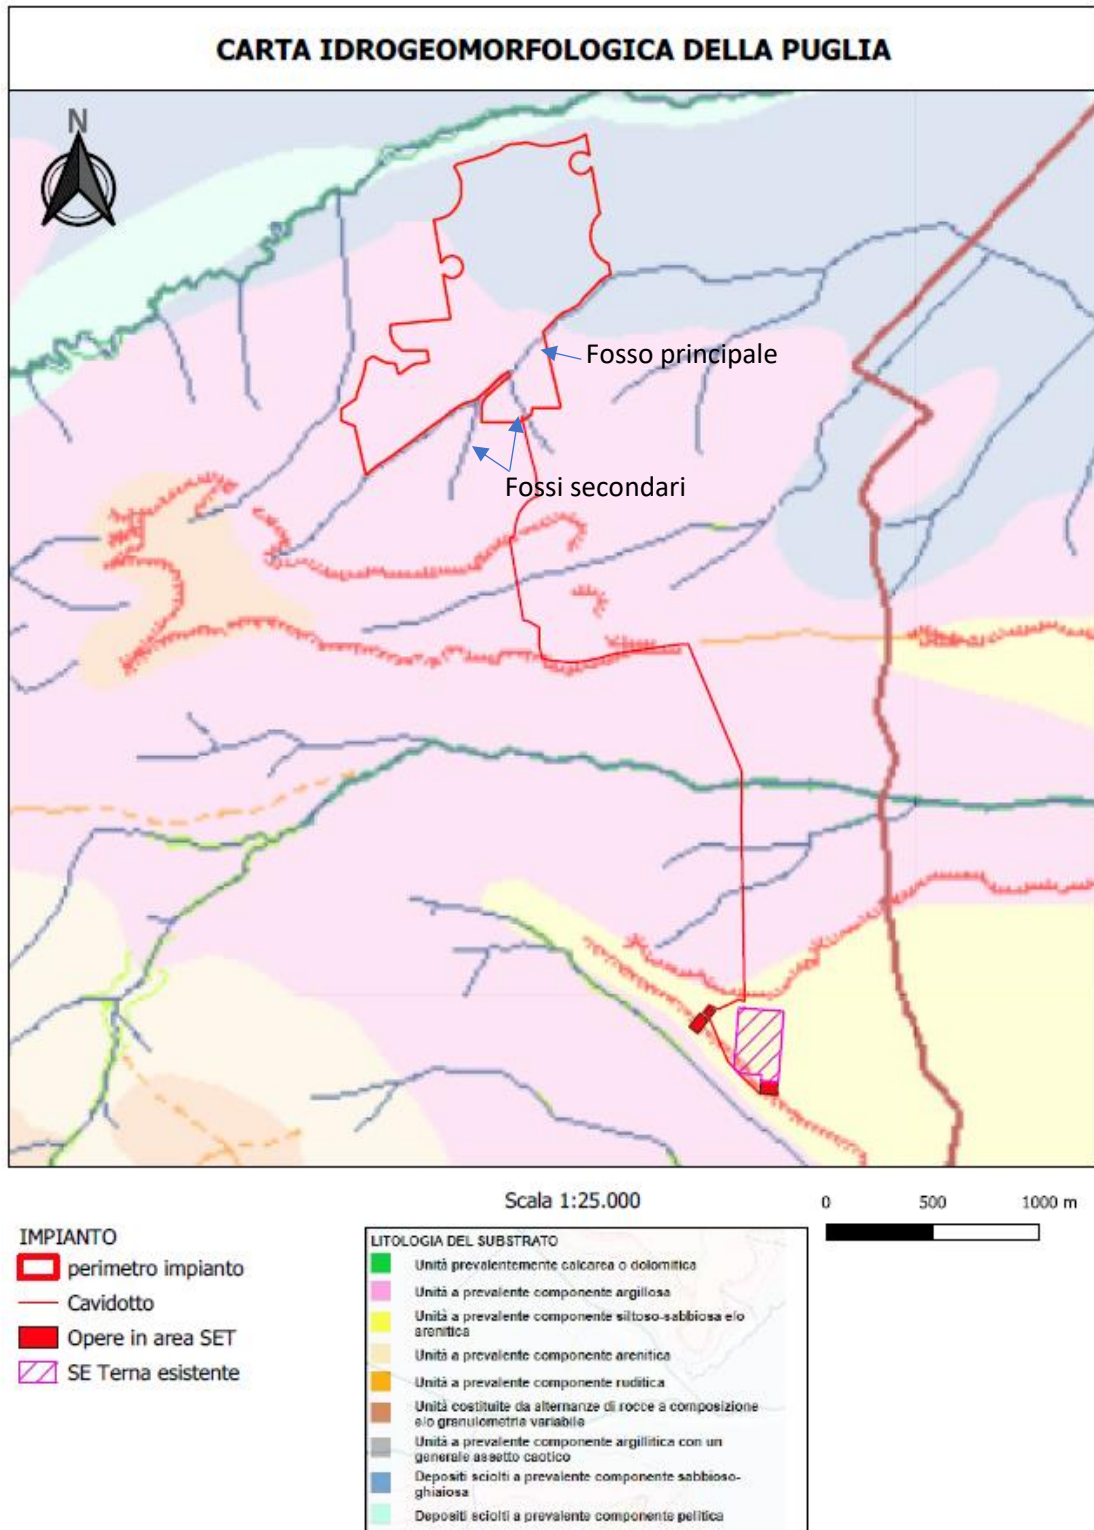 CARTA IDROGEOMORFOLOGICA DELLA PUGLIA
N
Fosso principale
Fossi secondari
Scala 1:25.000
0 500 1000 m
IMPIANTO
perimetro impianto
Cavidotto
Opere in area SET
SE Terna esistente
LITOLOGIA DEL SUBSTRATO
Unità prevalentemente calcarea o dolomitica
Unità a prevalente componente argillosa
Unità a prevalente componente siltoso-sabbiosa e/o
arenitica
Unità a prevalente componente arenitica
Unità a prevalente componente ruditica
Unità costituite da alternanze di rocce a composizione
e/o granulometria variabile
Unità a prevalente componente argillitica con un
generale assetto caotico
Depositi sciolti a prevalente componente sabbioso-
ghiaiosa
Depositi sciolti a prevalente componente pelitica